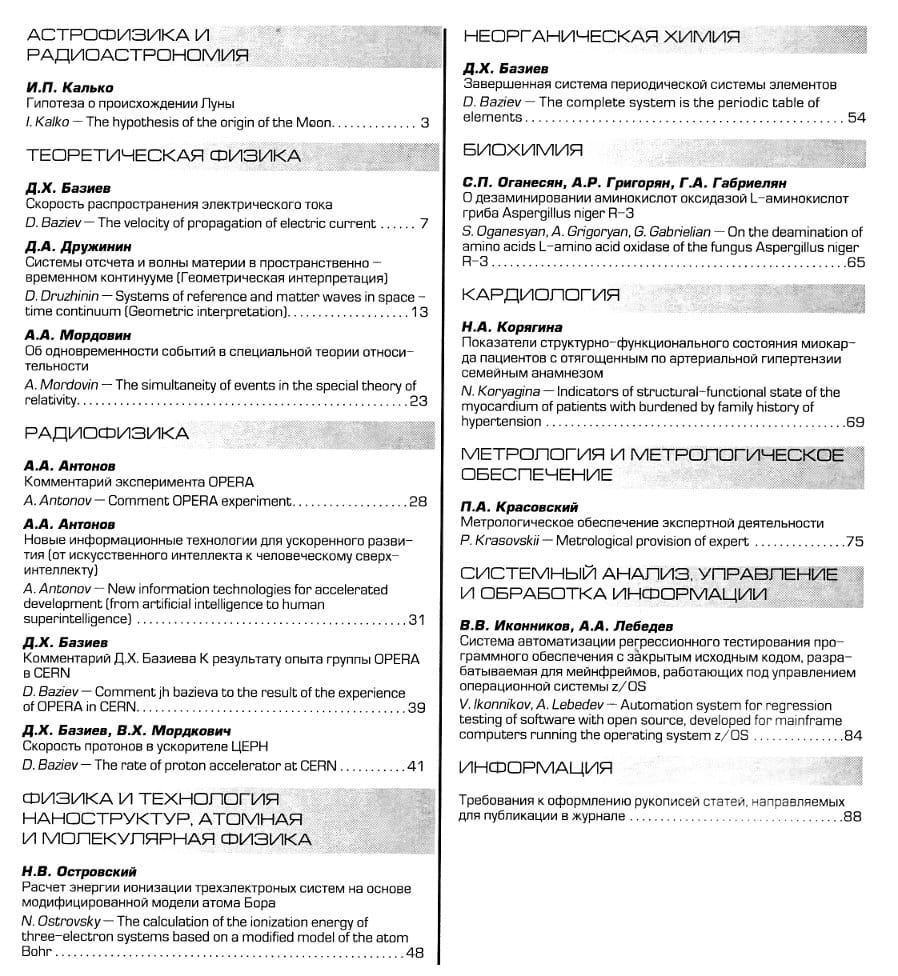 АСТРОФИЗИКА И
РАДИОАСТРОНОМИЯ
И.П. Калько
Гипотеза о происхождении Луны
I. Kalko — The hypothesis of the origin of the Moon. . . . . . . . . . . . . 3
ТЕОРЕТИЧЕСКАЯ ФИЗИКА
Д.Х. Базиев
Скорость распространения электрического тока
D. Baziev — The velocity of propagation of electric current . . . . . . 7
Д.А. Дружинин
Системы отсчета и волны материи в пространственно –
временном континууме (Геометрическая интерпретация)
D. Druzhinin — Systems of reference and matter waves in space –
time continuum (Geometric interpretation). . . . . . . . . . . . . . . . . . . 13
А.А. Мордовин
Об одновременности событий в специальной теории относи-
тельности
A. Mordovin — The simultaneity of events in the special theory of
relativity. . . . . . . . . . . . . . . . . . . . . . . . . . . . . . . . . . . . . . . . . . . . . . . . . 23
РАДИОФИЗИКА
А.А. Антонов
Комментарий эксперимента OPERA
A. Antonov — Comment OPERA experiment. . . . . . . . . . . . . . . . . . 28
А.А. Антонов
Новые информационные технологии для ускоренного разви-
тия (от искусственного интеллекта к человеческому сверх-
интеллекту)
A. Antonov — New information technologies for accelerated
development (from artificial intelligence to human
superintelligence) . . . . . . . . . . . . . . . . . . . . . . . . . . . . . . . . . . . . . . . . 31
Д.Х. Базиев
Комментарий Д.Х. Базиева К результату опыта группы OPERA
в CERN
D. Baziev — Comment jh bazieva to the result of the experience
of OPERA in CERN. . . . . . . . . . . . . . . . . . . . . . . . . . . . . . . . . . . . . . . . 39
Д.Х. Базиев, В.Х. Мордкович
Скорость протонов в ускорителе ЦЕРН
D. Baziev — The rate of proton accelerator at CERN . . . . . . . . . . 41
ФИЗИКА И ТЕХНОЛОГИЯ
НАНОСТРУКТУР, АТОМНАЯ
И МОЛЕКУЛЯРНАЯ ФИЗИКА
Н.В. Островский
Расчет энергии ионизации трехэлектроных систем на основе
модифицированной модели атома Бора
N. Ostrovsky — The calculation of the ionization energy of
three–electron systems based on a modified model of the atom
Bohr . . . . . . . . . . . . . . . . . . . . . . . . . . . . . . . . . . . . . . . . . . . . . . . . . . . . 48
НЕОРГАНИЧЕСКАЯ ХИМИЯ
Д.Х. Базиев
Завершенная система периодической системы элементов
D. Baziev — The complete system is the periodic table of
elements . . . . . . . . . . . . . . . . . . . . . . . . . . . . . . . . . . . . . . . . . . . . . . . 54
БИОХИМИЯ
С.П. Оганесян, А.Р. Григорян, Г.А. Габриелян
О дезаминировании аминокислот оксидазой L–аминокислот
гриба Aspergillus niger R–3
S. Oganesyan, A. Grigoryan, G. Gabrielian — On the deamination of
amino acids L–amino acid oxidase of the fungus Aspergillus niger
R–3 . . . . . . . . . . . . . . . . . . . . . . . . . . . . . . . . . . . . . . . . . . . . . . . . . . . . . 65
КАРДИОЛОГИЯ
Н.А. Корягина
Показатели структурно–функционального состояния миокар-
да пациентов с отягощенным по артериальной гипертензии
семейным анамнезом
N. Koryagina — Indicators of structural–functional state of the
myocardium of patients with burdened by family history of
hypertension . . . . . . . . . . . . . . . . . . . . . . . . . . . . . . . . . . . . . . . . . . . . 69
МЕТРОЛОГИЯ И МЕТРОЛОГИЧЕСКОЕ
ОБЕСПЕЧЕНИЕ
П.А. Красовский
Метрологическое обеспечение экспертной деятельности
P. Krasovskii — Metrological provision of expert . . . . . . . . . . . . . . 75
СИСТЕМНЫЙ АНАЛИЗ, УПРАВЛЕНИЕ
И ОБРАБОТКА ИНФОРМАЦИИ
В.В. Иконников, А.А. Лебедев
Система автоматизации регрессионного тестирования про-
граммного обеспечения с закрытым исходным кодом, разра-
батываемая для мейнфреймов, работающих под управлением
операционной системы z/OS
V. Ikonnikov, A. Lebedev — Automation system for regression
testing of software with open source, developed for mainframe
computers running the operating system z/OS . . . . . . . . . . . . . . 84
ИНФОРМАЦИЯ
Требования к оформлению рукописей статей, направляемых
для публикации в журнале . . . . . . . . . . . . . . . . . . . . . . . . . . . . . . . . 88